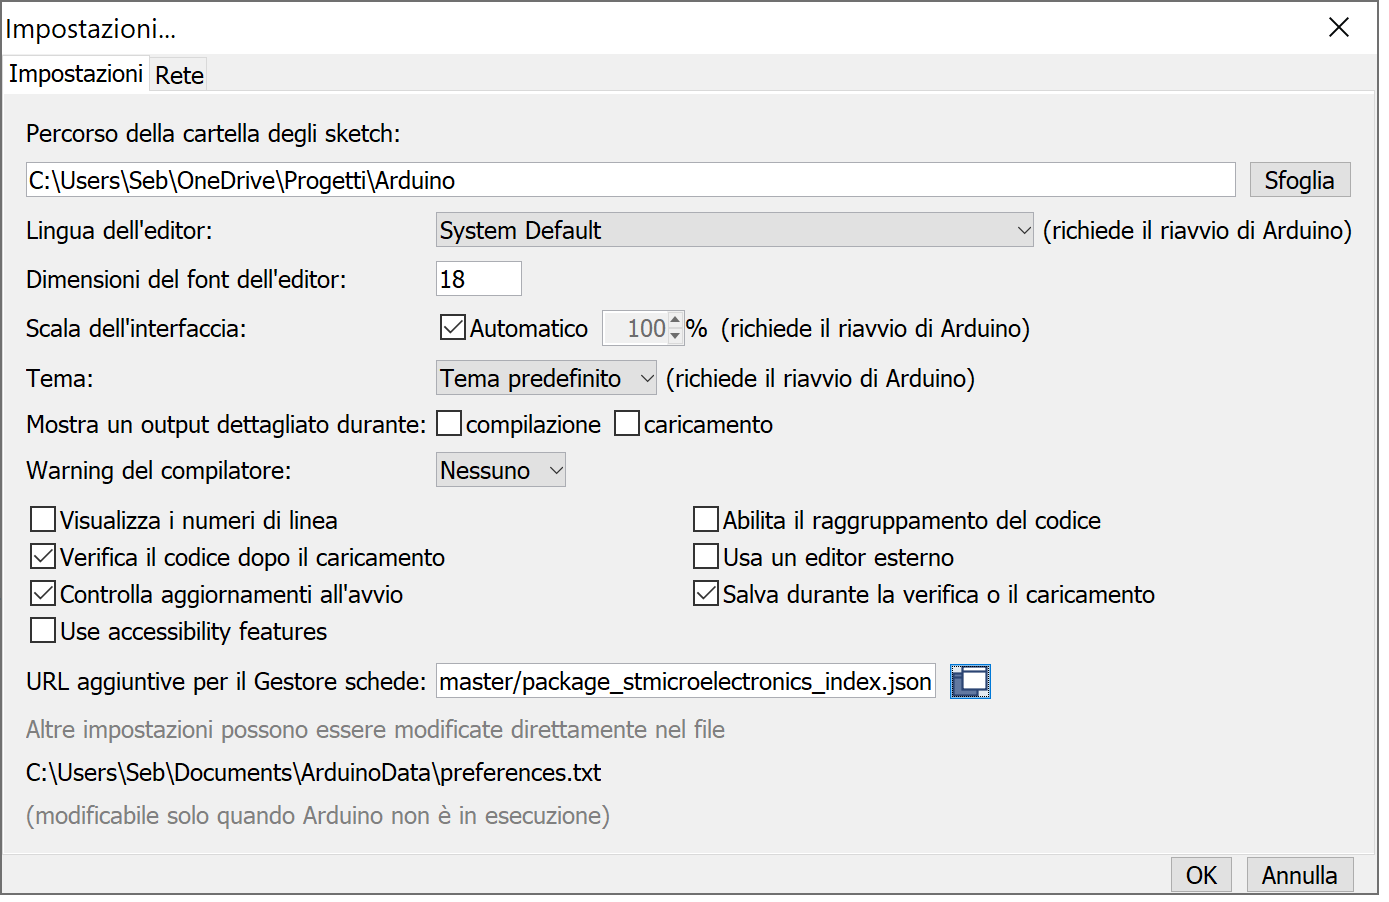 Impostazioni...
Impostazioni Rete
Percorso della cartella degli sketch:
C:\Users\Seb\OneDrive\Progetti\Arduino Sfoglia
Lingua dell'editor: System Default (richiede il riavvio di Arduino)
Dimensioni del font dell'editor: 18
Scala dell'interfaccia: Automatico 100 % (richiede il riavvio di Arduino)
Tema: Tema predefinito (richiede il riavvio di Arduino)
Mostra un output dettagliato durante: compilazione caricamento
Warning del compilatore: Nessuno
Visualizza i numeri di linea Abilita il raggruppamento del codice
Verifica il codice dopo il caricamento Usa un editor esterno
Controlla aggiornamenti all'avvio Salva durante la verifica o il caricamento
Use accessibility features
URL aggiuntive per il Gestore schede: master/package_stmicroelectronics_index.json
Altre impostazioni possono essere modificate direttamente nel file
C:\Users\Seb\Documents\ArduinoData\preferences.txt
(modificabile solo quando Arduino non è in esecuzione)
OK Annulla